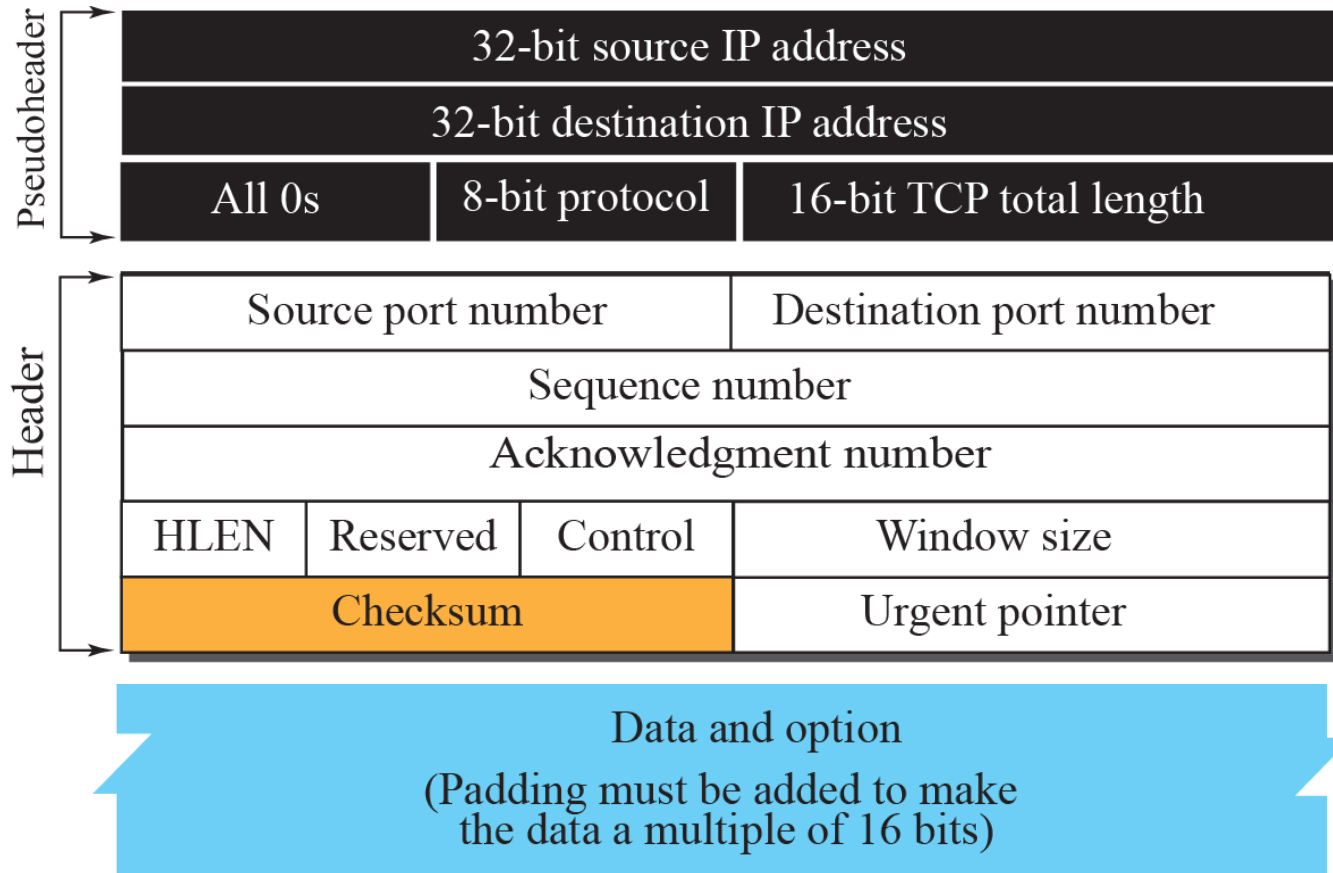 Pseudoheader
32-bit source IP address
32-bit destination IP address
All 0s
8-bit protocol
16-bit TCP total length
Header
Source port number
Destination port number
Sequence number
Acknowledgment number
HLEN
Reserved
Control
Window size
Checksum
Urgent pointer
Data and option
(Padding must be added to make
the data a multiple of 16 bits)